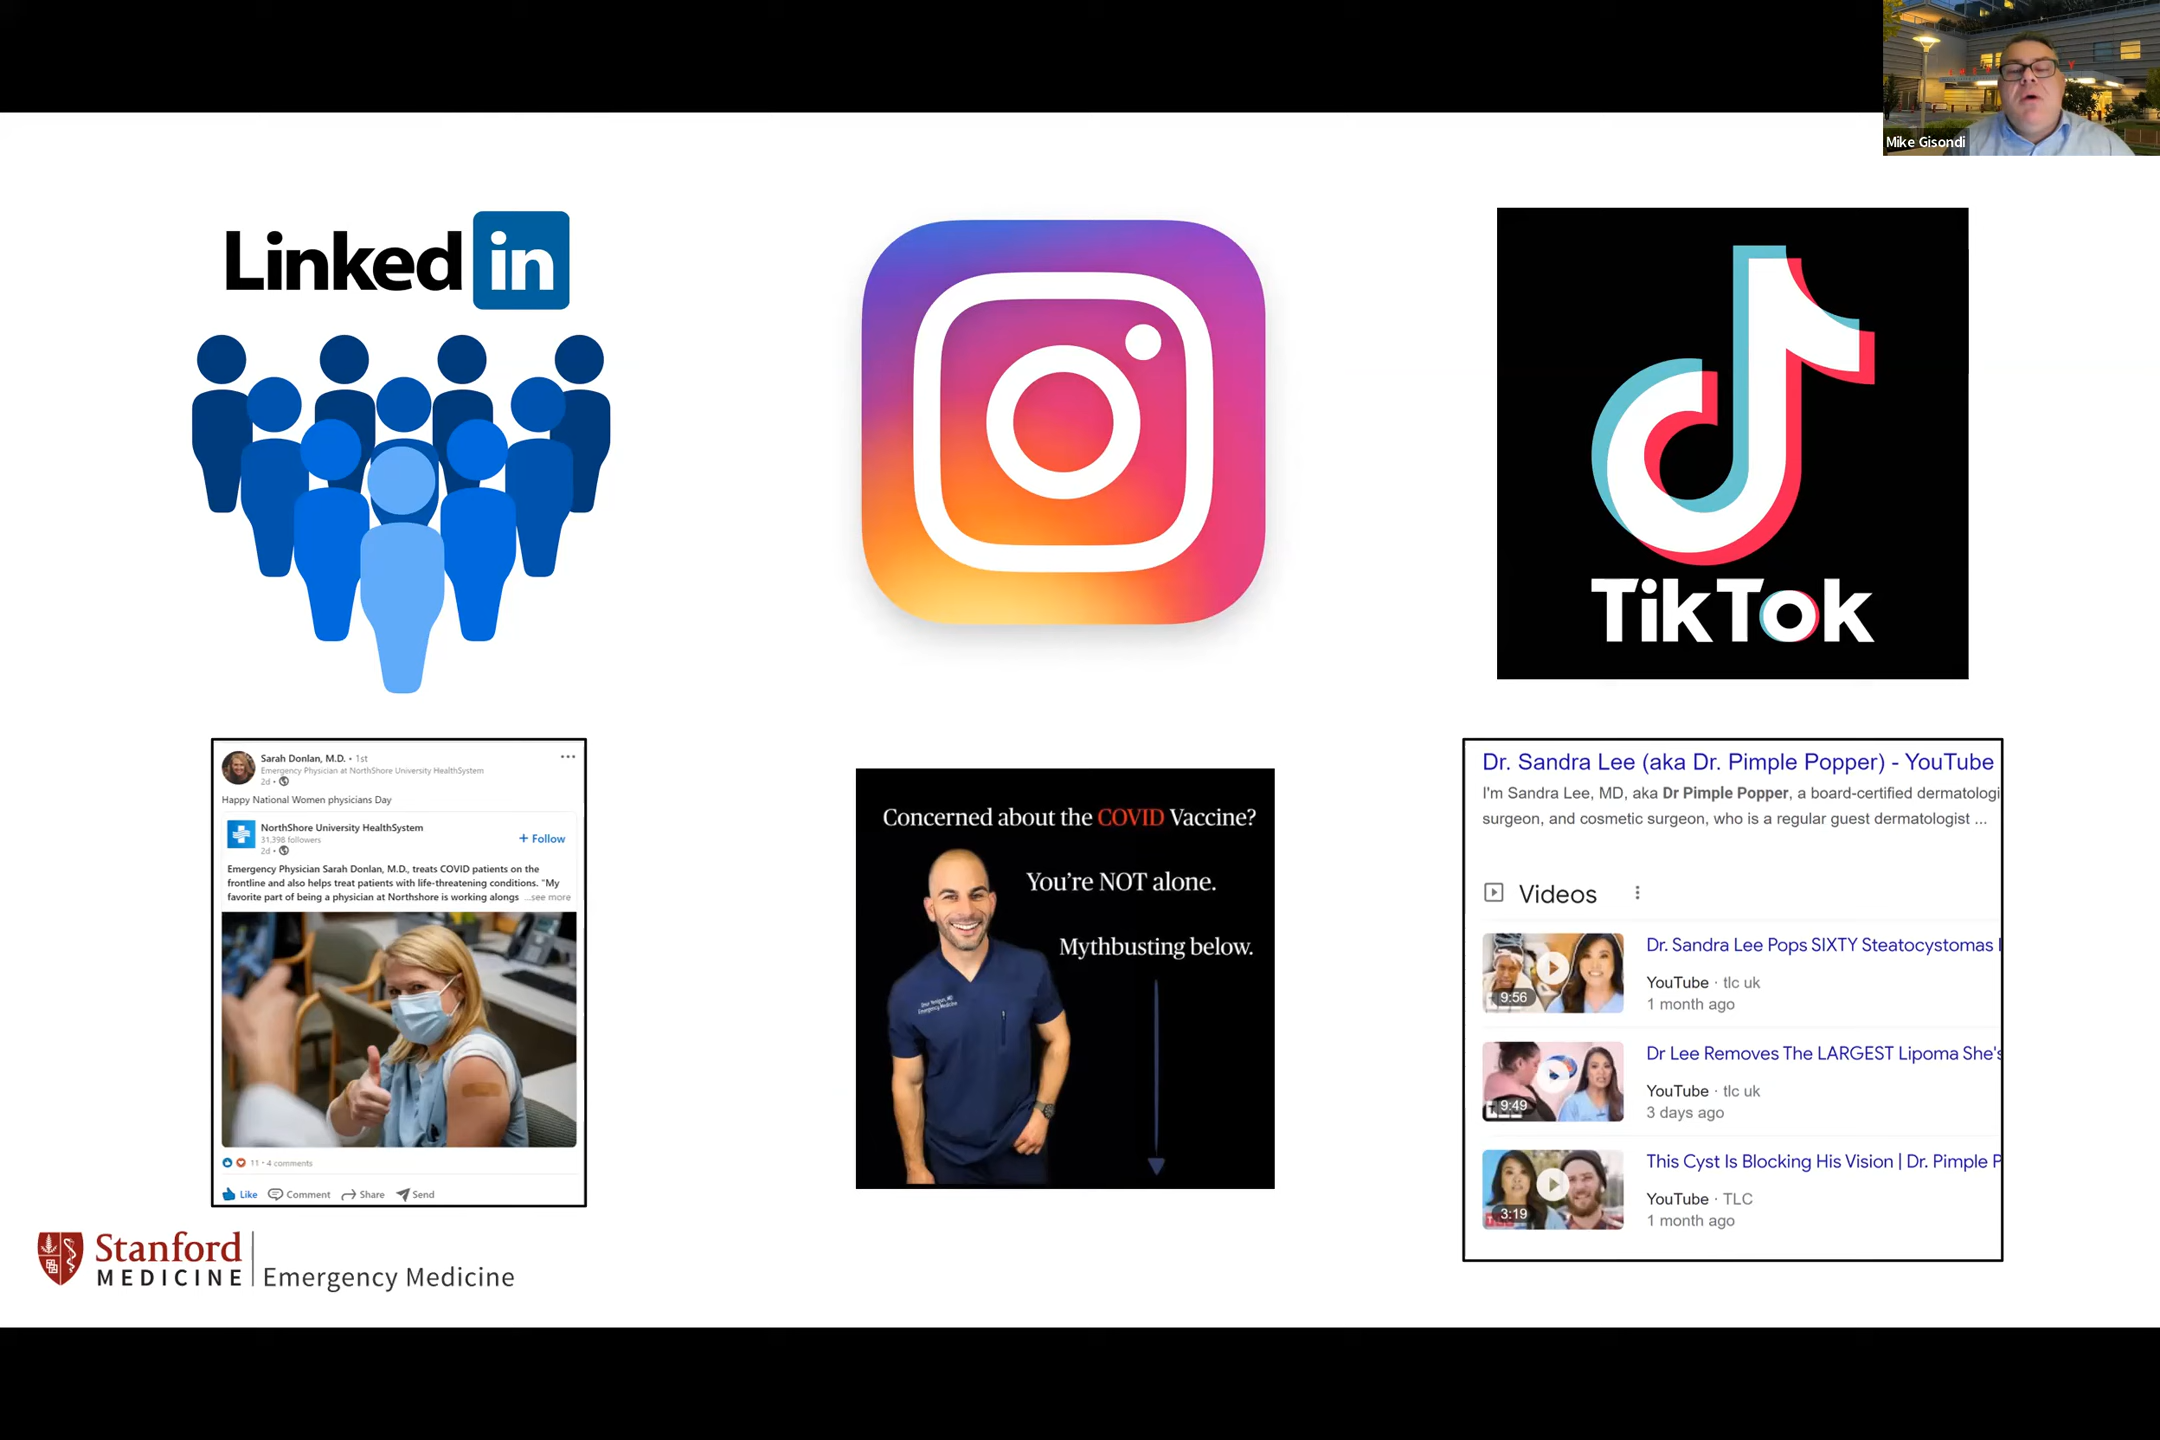 Mike Gisondi
Linked in
TikTok
Sarah Donlan, M.D. • 1st
Emergency Physician at NorthShore University HealthSystem
2d •
Happy National Women physicians Day
NorthShore University HealthSystem
31,398 followers
2d •
+ Follow
Emergency Physician Sarah Donlan, M.D., treats COVID patients on the
frontline and also helps treat patients with life-threatening conditions. "My
favorite part of being a physician at Northshore is working alongs ...see more
11 • 4 comments
Like Comment Share Send
Concerned about the COVID Vaccine?
You're NOT alone.
Mythbusting below.
Emergency Medicine
Dr. Sandra Lee (aka Dr. Pimple Popper) - YouTube
I'm Sandra Lee, MD, aka Dr Pimple Popper, a board-certified dermatologi
surgeon, and cosmetic surgeon, who is a regular guest dermatologist ...
Videos
9:56
Dr. Sandra Lee Pops SIXTY Steatocystomas
YouTube · tlc uk
1 month ago
9:49
Dr Lee Removes The LARGEST Lipoma She's
YouTube · tlc uk
3 days ago
3:19
This Cyst Is Blocking His Vision | Dr. Pimple P
YouTube · TLC
1 month ago
Stanford
MEDICINE
Emergency Medicine